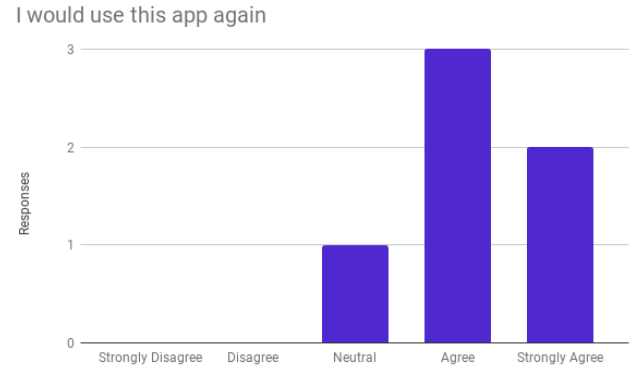 I would use this app again
3
2
1
0
Responses
Strongly Disagree Disagree Neutral Agree Strongly Agree